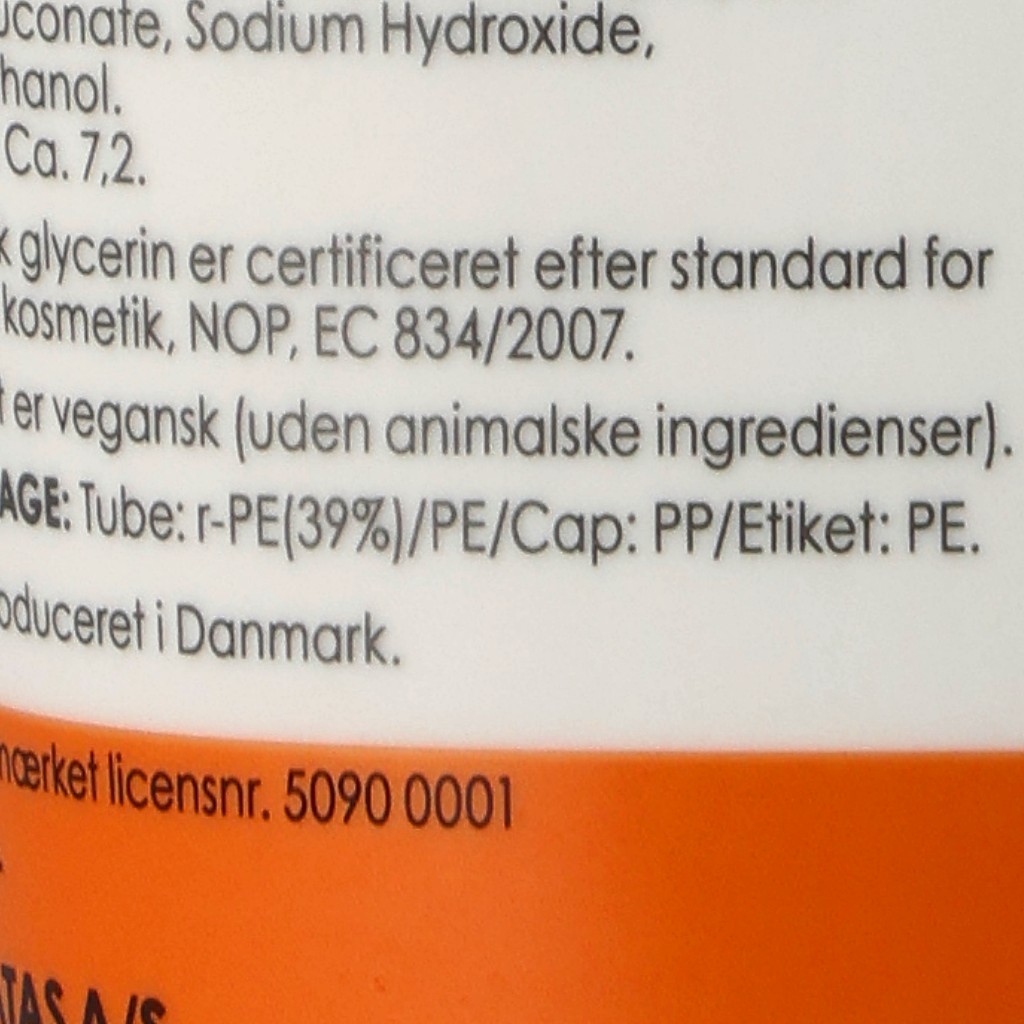 uconate, Sodium Hydroxide,
hanol.
Ca. 7,2.
k glycerin er certificeret efter standard for
kosmetik, NOP, EC 834/2007.
t er vegansk (uden animalske ingredienser).
AGE: Tube: r-PE(39%)/PE/Cap: PP/Etiket: PE.
oduceret i Danmark.
mærket licensnr. 5090 0001
TAS A/S